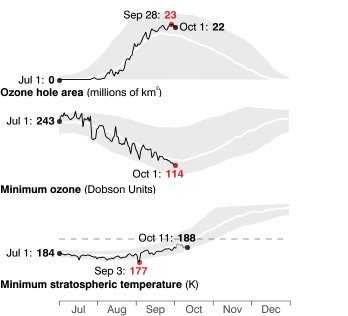 Sep 28: 23
Oct 1: 22
Jul 1: 0
Ozone hole area (millions of km²)
Jul 1: 243
Oct 1: 114
Minimum ozone (Dobson Units)
Oct 11: 188
Jul 1: 184
Sep 3: 177
Minimum stratospheric temperature (K)
Jul Aug Sep Oct Nov Dec